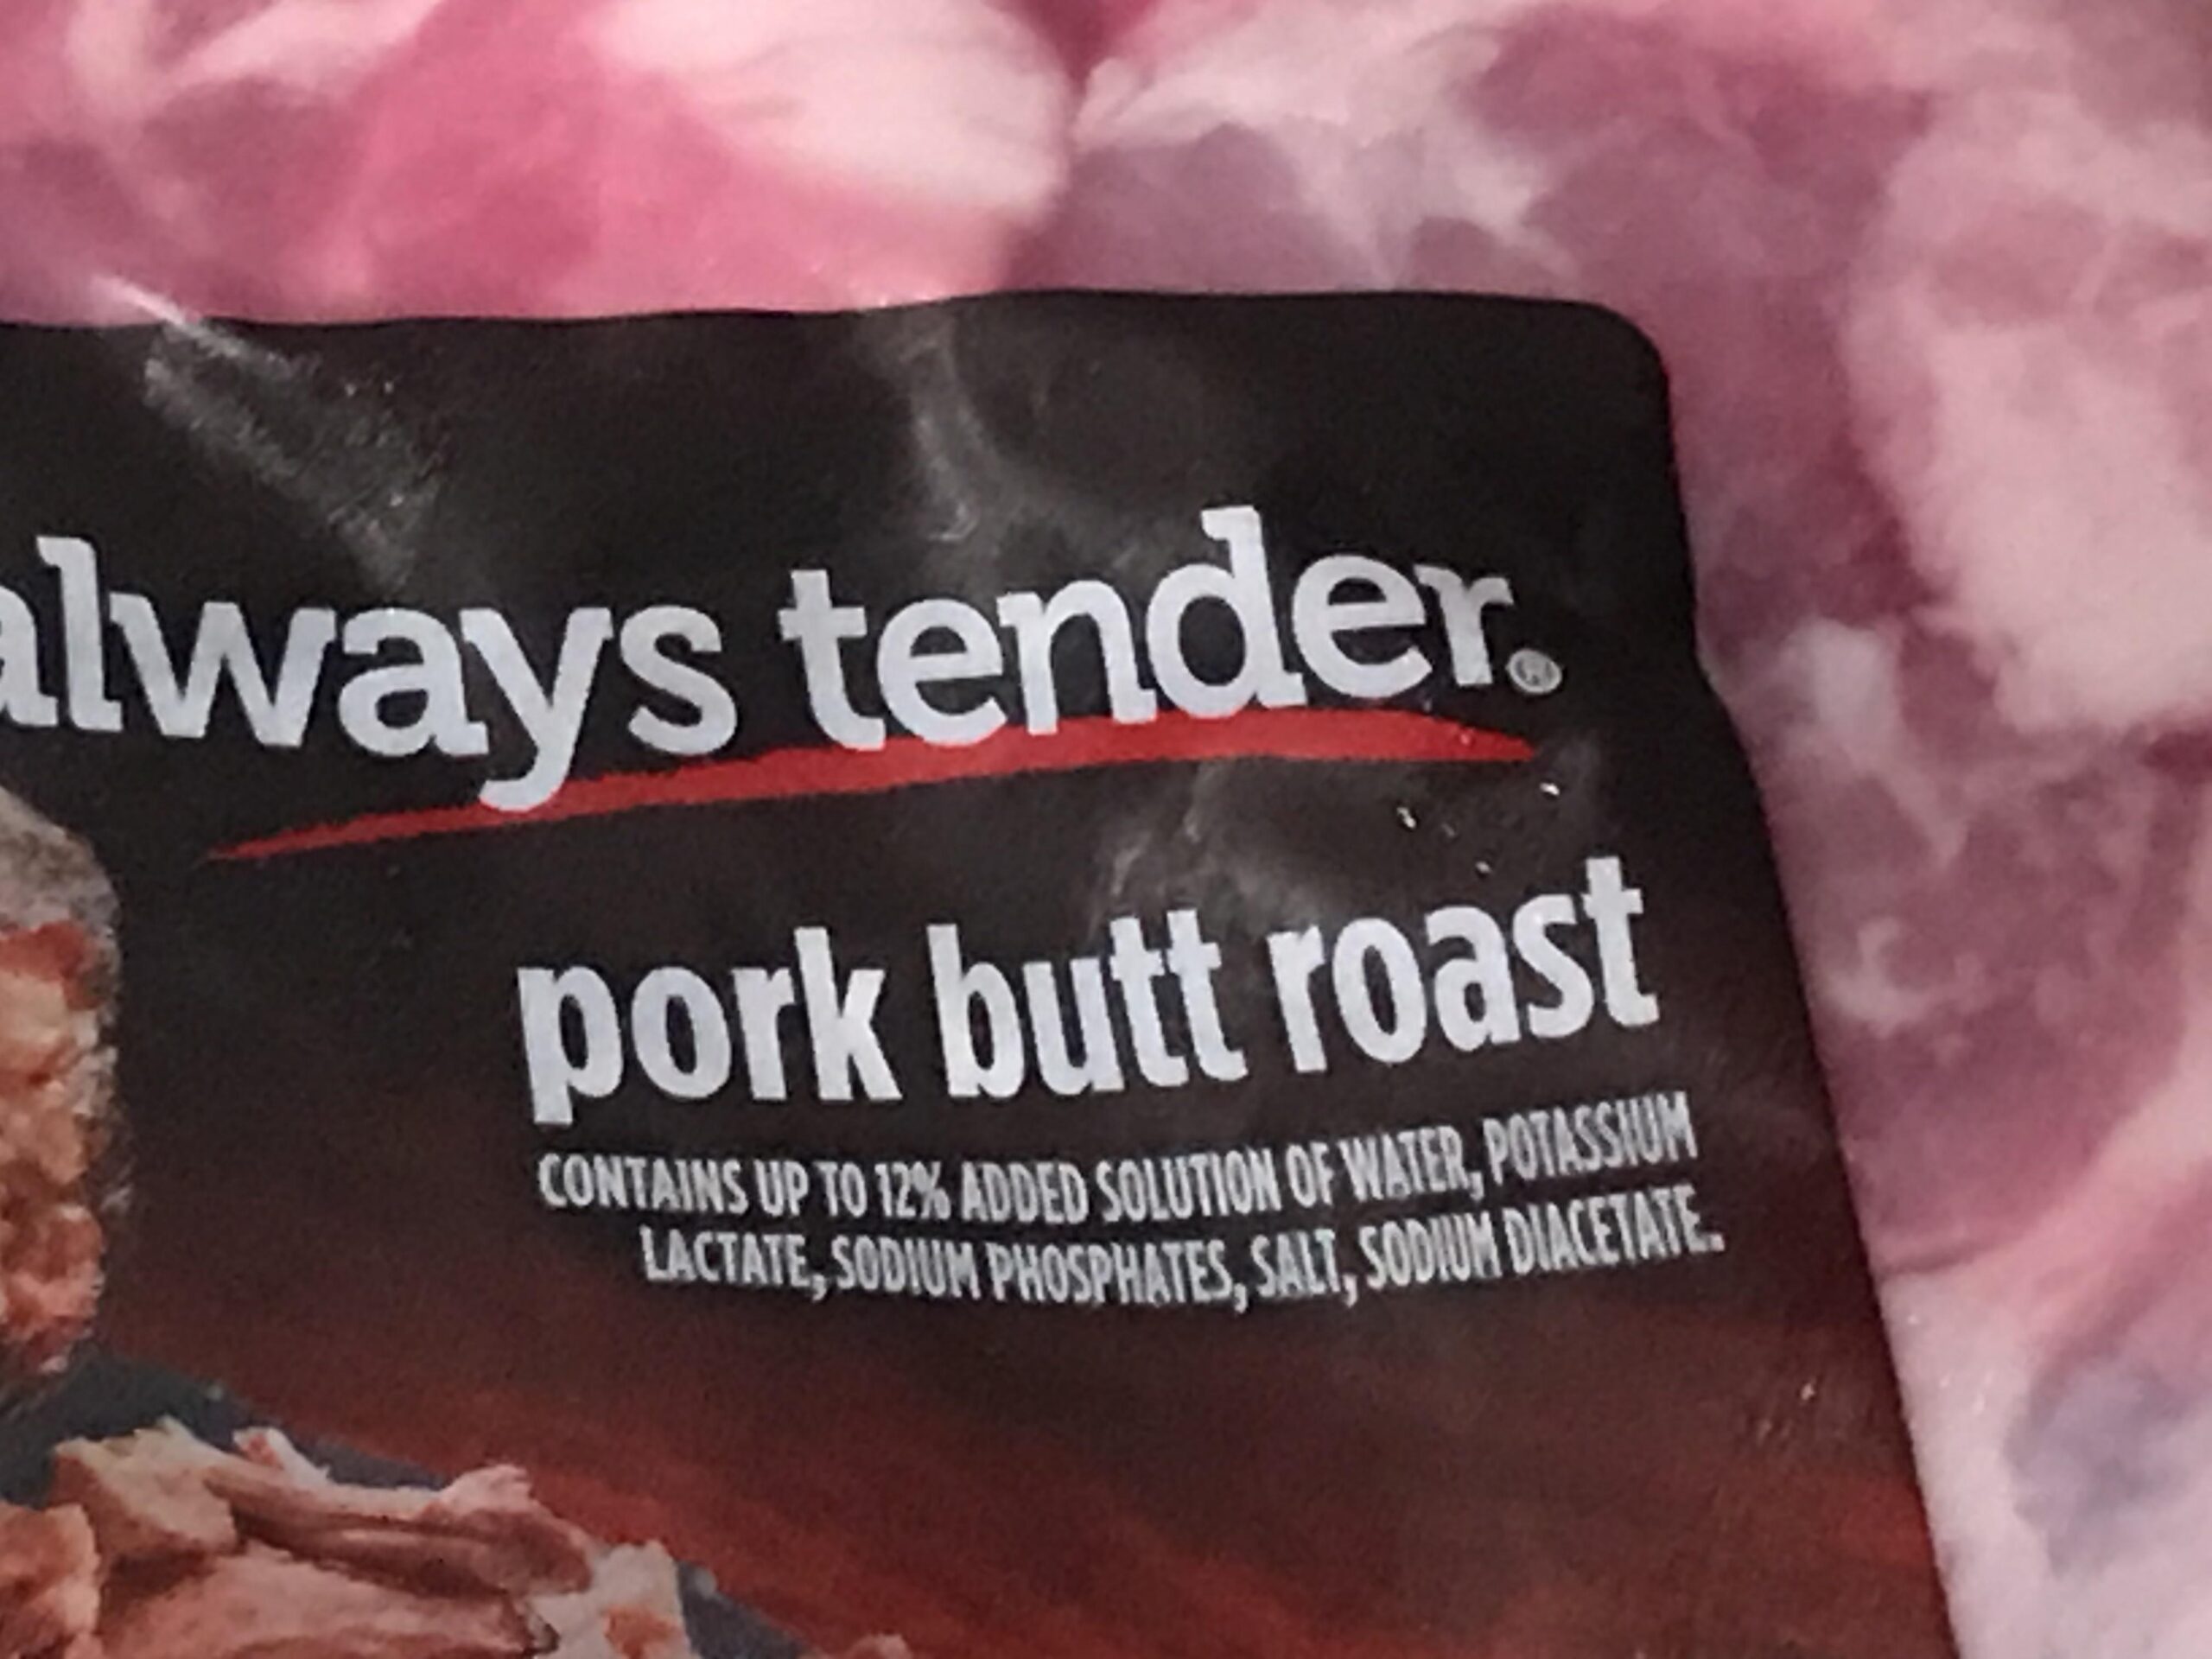 always tender.®
pork butt roast
CONTAINS UP TO 12% ADDED SOLUTION OF WATER, POTASSIUM
LACTATE, SODIUM PHOSPHATES, SALT, SODIUM DIACETATE.